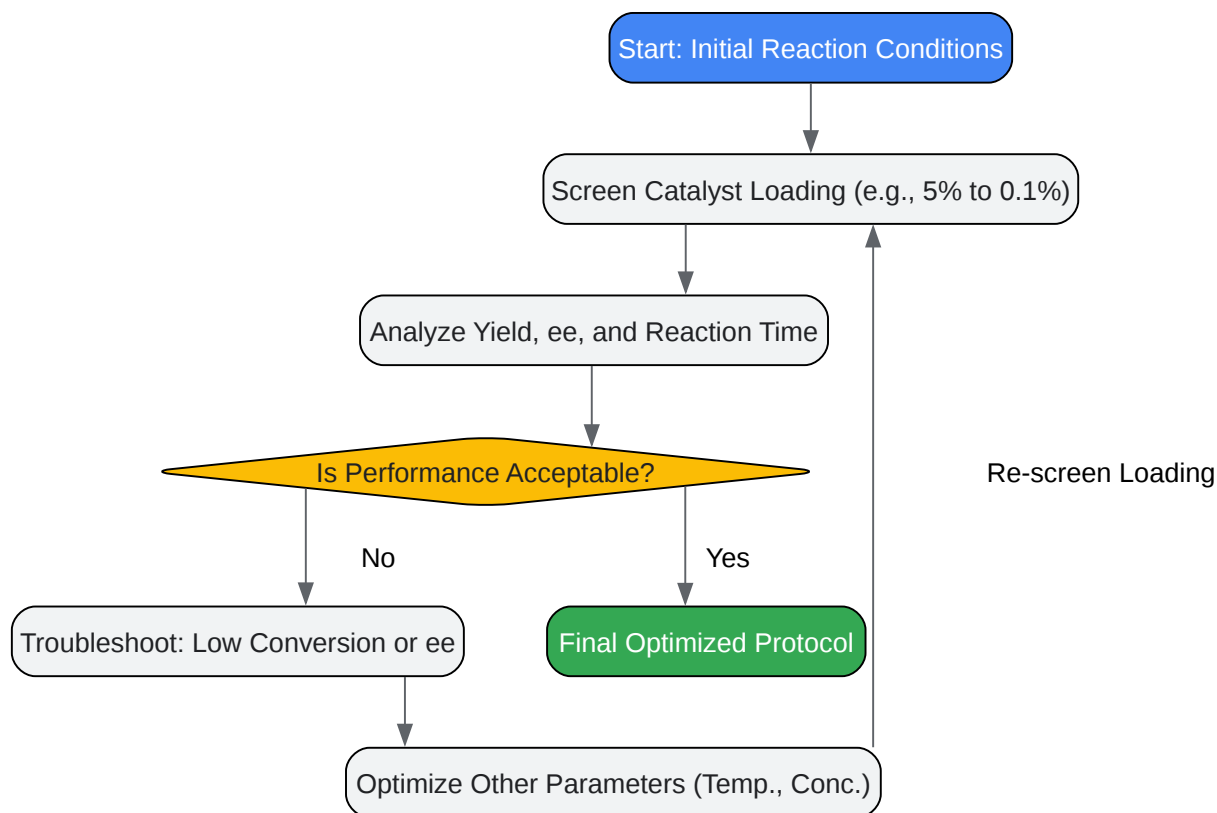 Start: Initial Reaction Conditions
Screen Catalyst Loading (e.g., 5% to 0.1%)
Analyze Yield, ee, and Reaction Time
Is Performance Acceptable?
Re-screen Loading
No
Yes
Troubleshoot: Low Conversion or ee
Final Optimized Protocol
Optimize Other Parameters (Temp., Conc.)